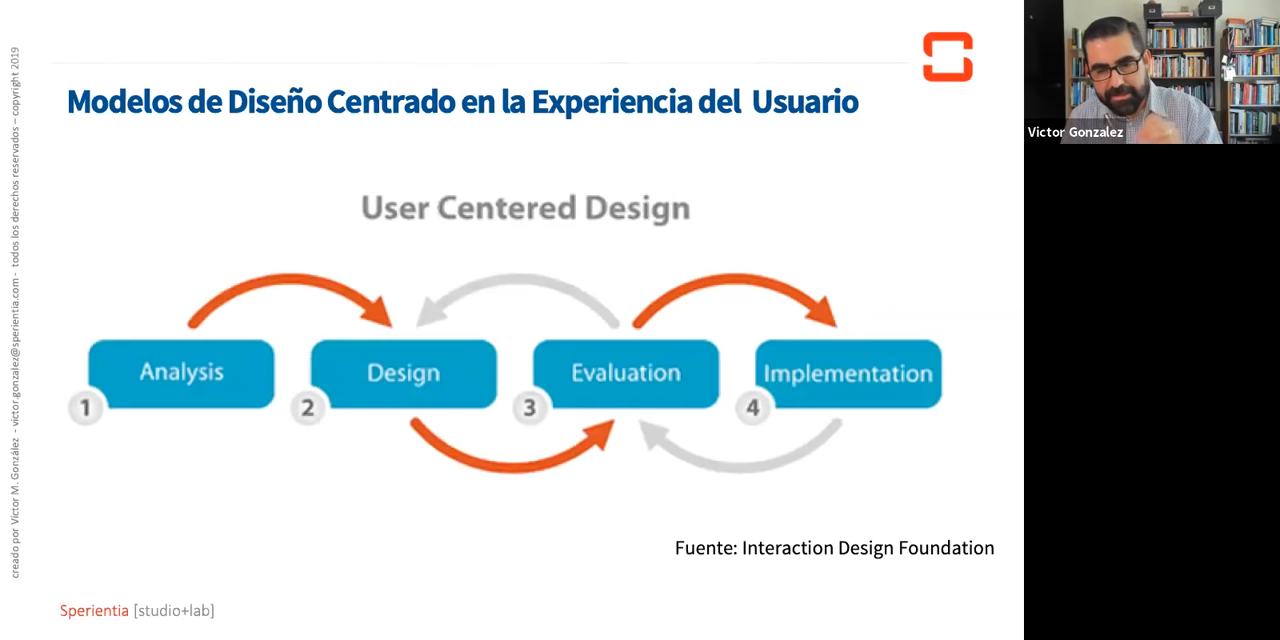 Modelos de Diseño Centrado en la Experiencia del Usuario
User Centered Design
Analysis
Design
Evaluation
Implementation
1
2
3
4
Fuente: Interaction Design Foundation
Sperientia [studio+lab]
creado por Víctor M. González - victor.gonzalez@sperientia.com - todos los derechos reservados – copyright 2019
Victor Gonzalez